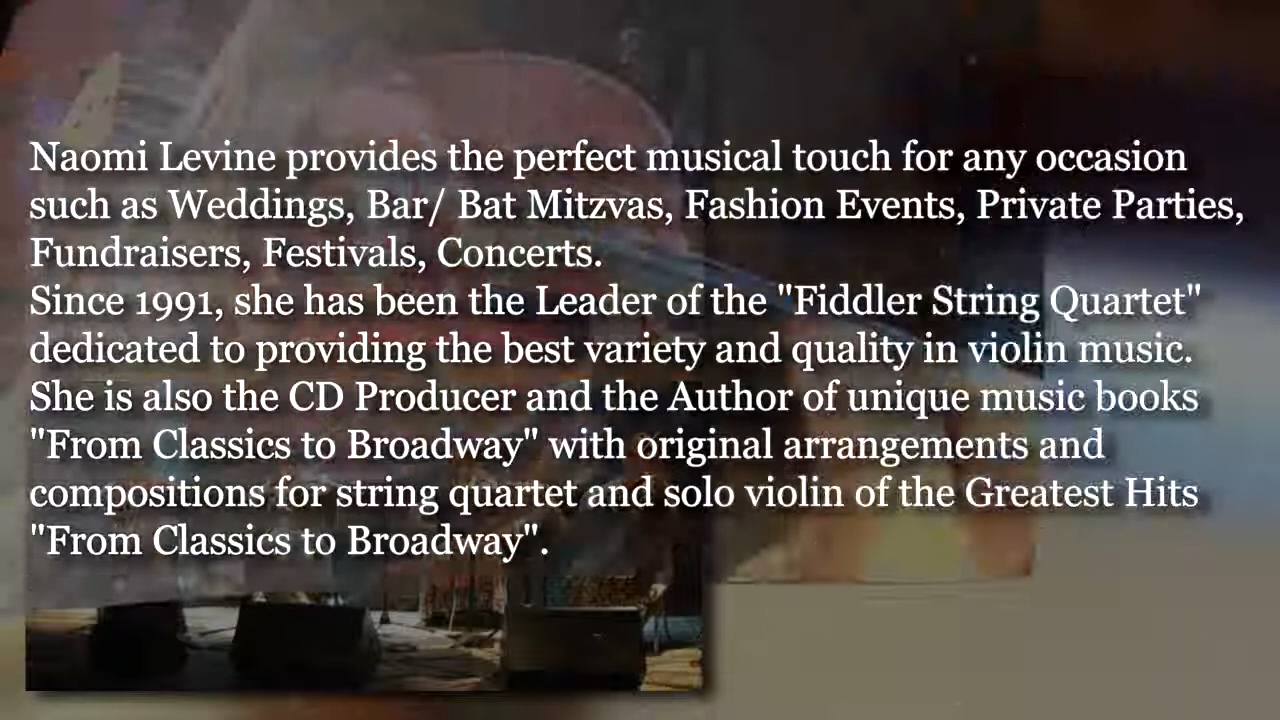 Naomi Levine provides the perfect musical touch for any occasion
such as Weddings, Bar/ Bat Mitzvas, Fashion Events, Private Parties,
Fundraisers, Festivals, Concerts.
Since 1991, she has been the Leader of the "Fiddler String Quartet"
dedicated to providing the best variety and quality in violin music.
She is also the CD Producer and the Author of unique music books
"From Classics to Broadway" with original arrangements and
compositions for string quartet and solo violin of the Greatest Hits
"From Classics to Broadway".